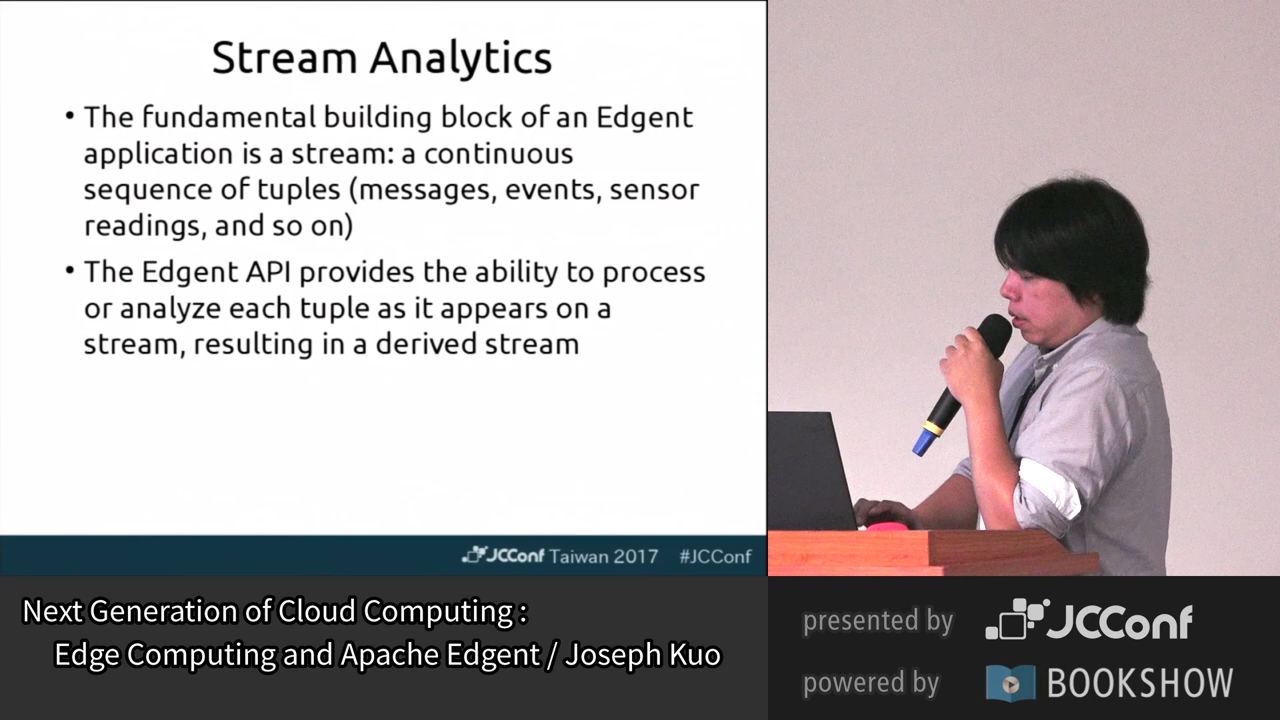 Stream Analytics
• The fundamental building block of an Edgent
application is a stream: a continuous
sequence of tuples (messages, events, sensor
readings, and so on)
• The Edgent API provides the ability to process
or analyze each tuple as it appears on a
stream, resulting in a derived stream
JCConf Taiwan 2017 #JCConf
Next Generation of Cloud Computing :
Edge Computing and Apache Edgent / Joseph Kuo
presented by JCConf
powered by BOOKSHOW